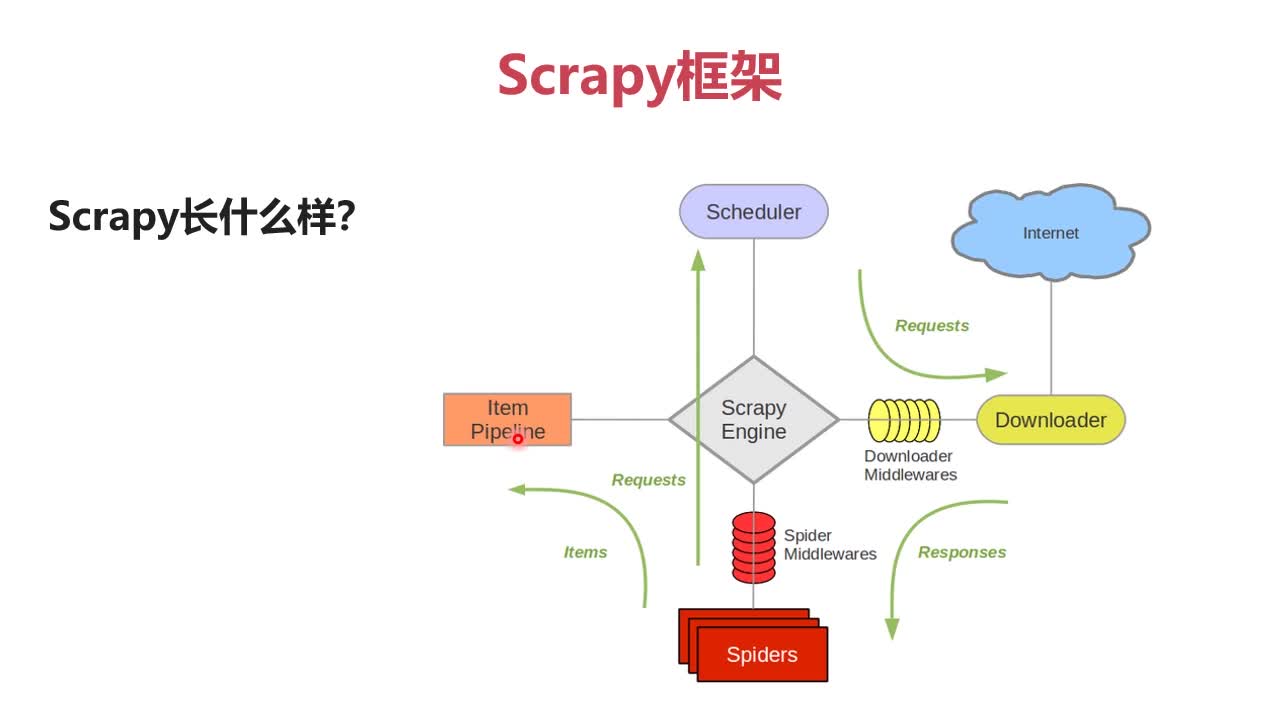 Scrapy框架
Scrapy长什么样?
Scheduler
Internet
Requests
Item
Pipeline
Scrapy
Engine
Downloader
Downloader
Middlewares
Requests
Items
Spider
Middlewares
Responses
Spiders